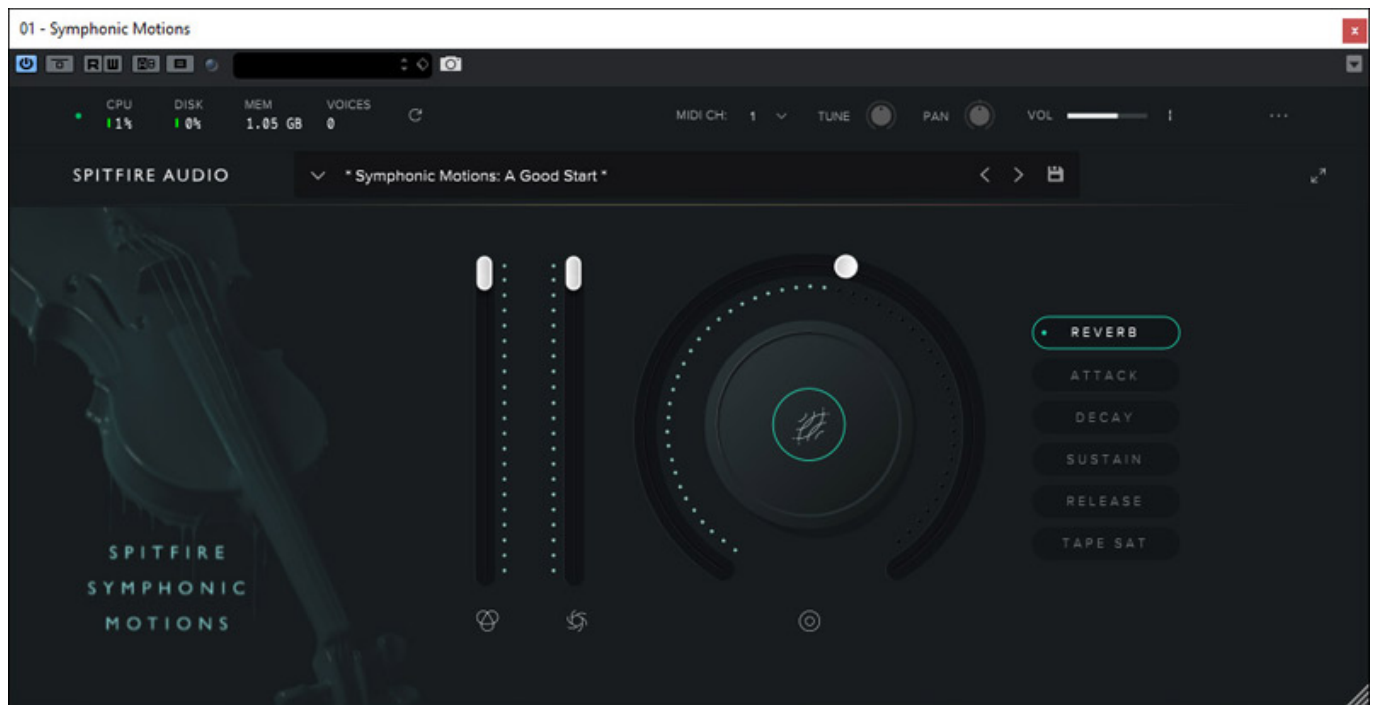 01 - Symphonic Motions
x
R W
CPU DISK MEM VOICES
1% 0% 1.05 GB 0
MIDI CH: 1 TUNE PAN VOL
SPITFIRE AUDIO
* Symphonic Motions: A Good Start *
REVERB
ATTACK
DECAY
SUSTAIN
RELEASE
TAPE SAT
SPITFIRE
SYMPHONIC
MOTIONS